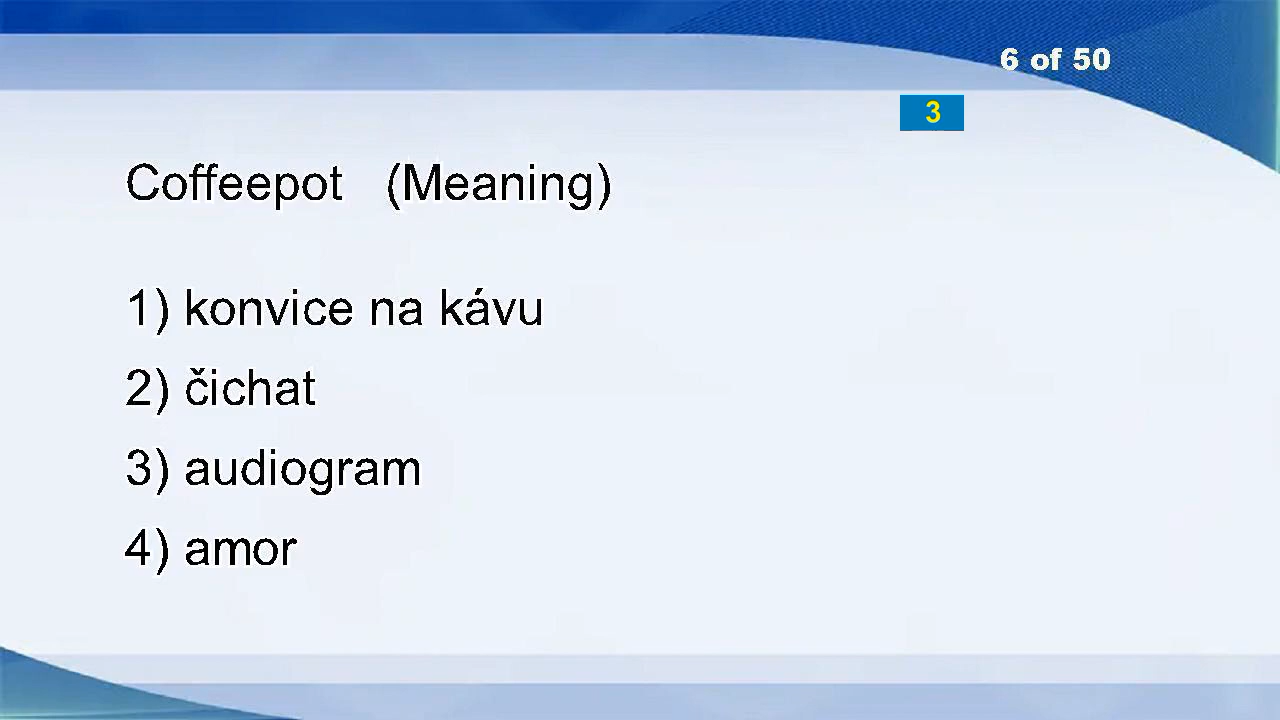 6 of 50
3
Coffeepot (Meaning)
1) konvice na kávu
2) čichat
3) audiogram
4) amor